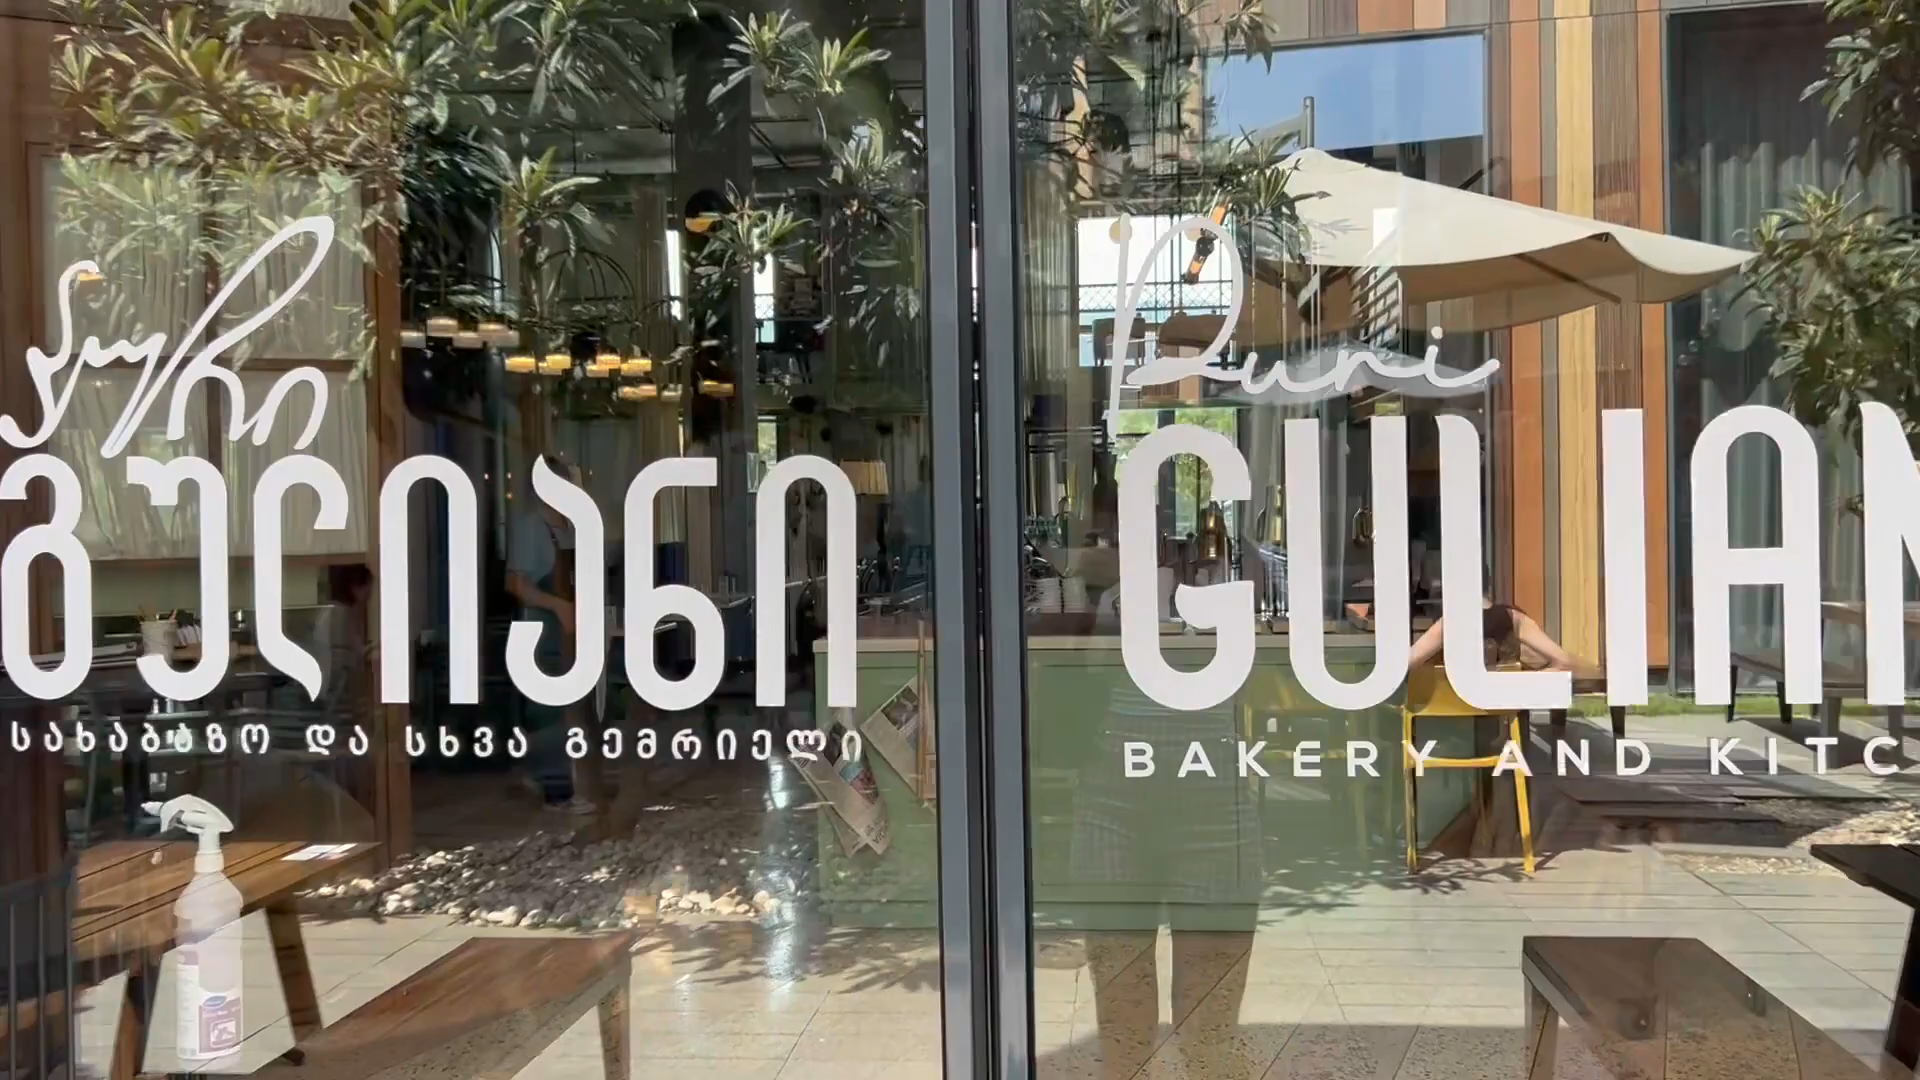 პური
გულიანი
სახაბაზო და სხვა გემრიელი
Puri
GULIAN
BAKERY AND KITC